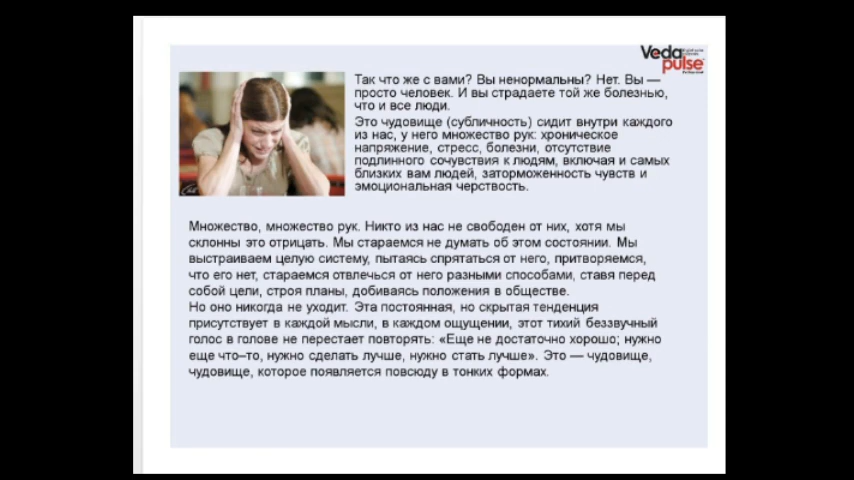 Veda
pulse
Так что же с вами? Вы ненормальны? Нет. Вы —
просто человек. И вы страдаете той же болезнью,
что и все люди.
Это чудовище (субличность) сидит внутри каждого
из нас, у него множество рук: хроническое
напряжение, стресс, болезни, отсутствие
подлинного сочувствия к людям, включая и самых
близких вам людей, заторможенность чувств и
эмоциональная черствость.
Множество, множество рук. Никто из нас не свободен от них, хотя мы
склонны это отрицать. Мы стараемся не думать об этом состоянии. Мы
выстраиваем целую систему, пытаясь спрятаться от него, притворяемся,
что его нет, стараемся отвлечься от него разными способами, ставя перед
собой цели, строя планы, добиваясь положения в обществе.
Но оно никогда не уходит. Эта постоянная, но скрытая тенденция
присутствует в каждой мысли, в каждом ощущении, этот тихий беззвучный
голос в голове не перестает повторять: «Еще не достаточно хорошо; нужно
еще что–то, нужно сделать лучше, нужно стать лучше». Это — чудовище,
чудовище, которое появляется повсюду в тонких формах.